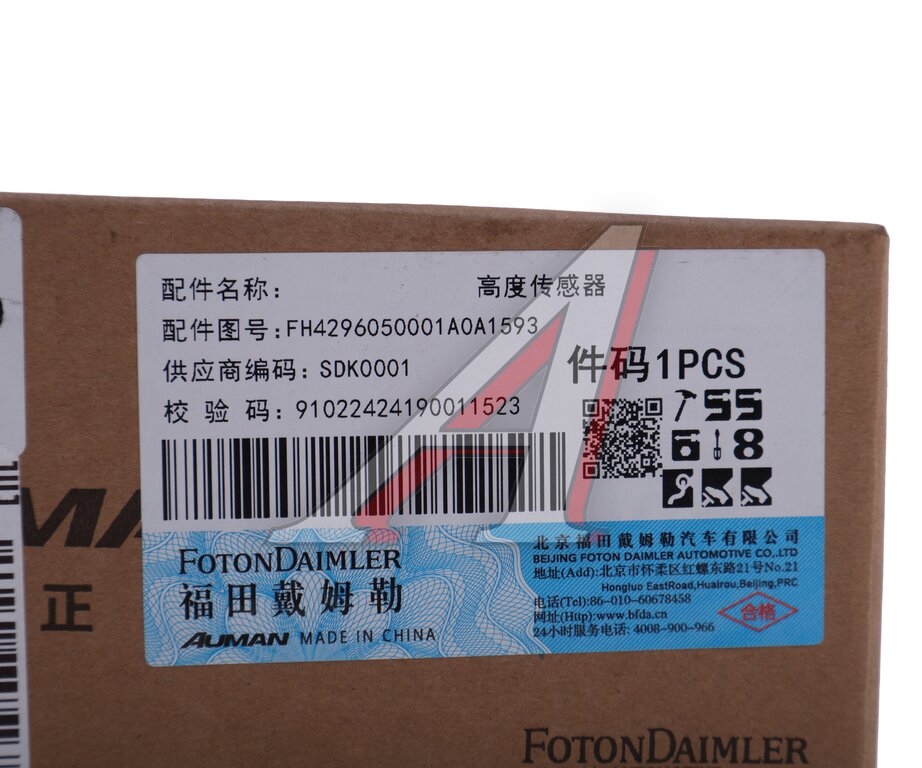 配件名称: 高度传感器
配件图号:FH4296050001A0A1593
供应商编码: SDK0001
件码1PCS
校 验 码: 91022424190011523
755
6 8
FOTONDAIMLER
福田戴姆勒
AUMAN MADE IN CHINA
北京福田戴姆勒汽车有限公司
BEIJING FOTON DAIMLER AUTOMOTIVE CO.,LTD
地址(Add):北京市怀柔区红螺东路21号No.21
Hongluo EastRoad,Huairou,Beijing,PRC
电话(Tel):86-010-60678458
网址(Http):www.bfda.cn
24小时服务电话: 4008-900-966
合格
正
FOTONDAIMLER